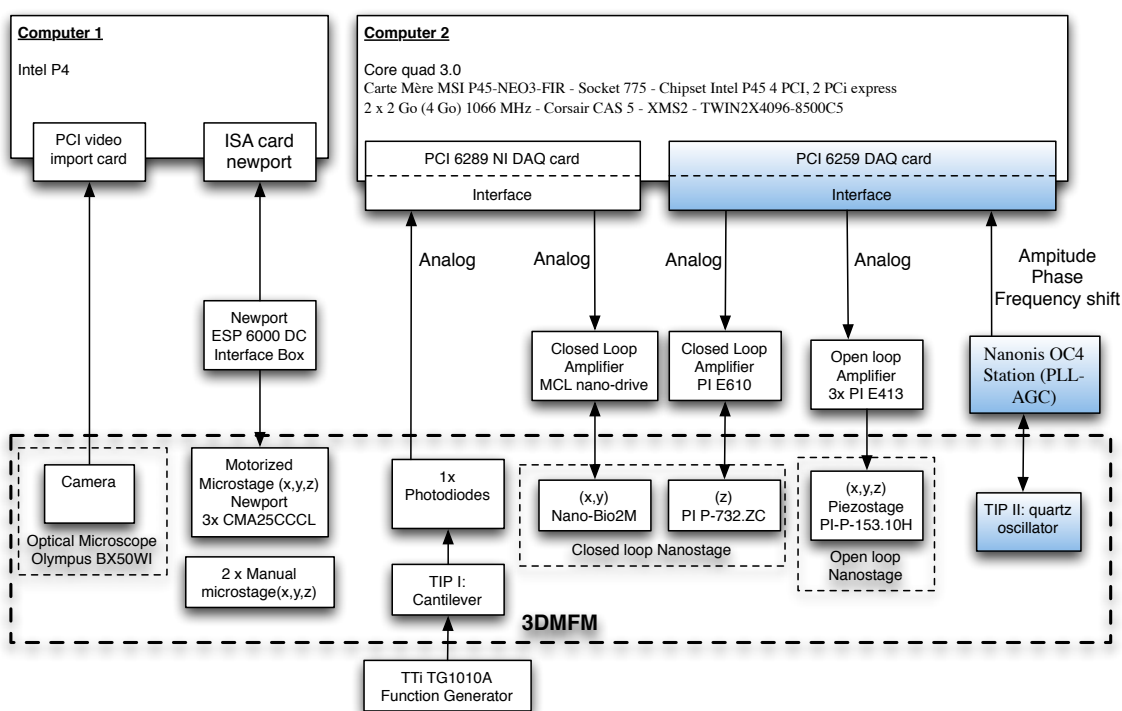 Computer 1
Intel P4
PCI video
import card
ISA card
newport
Computer 2
Core quad 3.0
Carte Mère MSI P45-NEO3-FIR - Socket 775 - Chipset Intel P45 4 PCI, 2 PCi express
2 x 2 Go (4 Go) 1066 MHz - Corsair CAS 5 - XMS2 - TWIN2X4096-8500C5
PCI 6289 NI DAQ card
Interface
PCI 6259 DAQ card
Interface
Analog
Analog
Analog
Analog
Ampitude
Phase
Frequency shift
Newport
ESP 6000 DC
Interface Box
Closed Loop
Amplifier
MCL nano-drive
Closed Loop
Amplifier
PI E610
Open loop
Amplifier
3x PI E413
Nanonis OC4
Station (PLL-
AGC)
Camera
Optical Microscope
Olympus BX50WI
Motorized
Microstage (x,y,z)
Newport
3x CMA25CCCL
2 x Manual
microstage(x,y,z)
1x
Photodiodes
TIP I:
Cantilever
(x,y)
Nano-Bio2M
(z)
PI P-732.ZC
Closed loop Nanostage
(x,y,z)
Piezostage
PI-P-153.10H
Open loop
Nanostage
TIP II: quartz
oscillator
3DMFM
TTi TG1010A
Function Generator